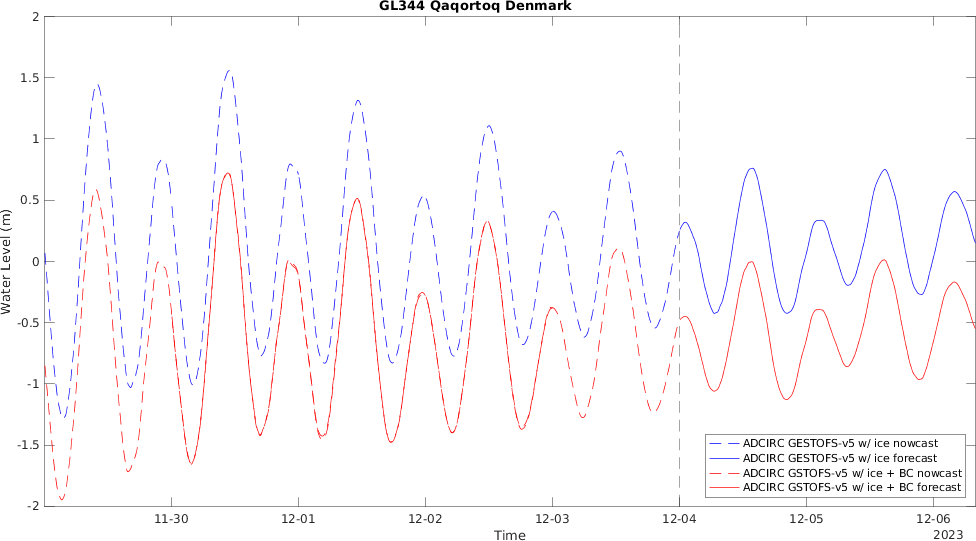 GL344 Qaqortoq Denmark
2
1.5
1
0.5
0
-0.5
-1
-1.5
-2
Water Level (m)
11-30
12-01
12-02
12-03
12-04
12-05
12-06
Time
2023
ADCIRC GESTOFS-v5 w/ ice nowcast
ADCIRC GESTOFS-v5 w/ ice forecast
ADCIRC GSTOFS-v5 w/ ice + BC nowcast
ADCIRC GSTOFS-v5 w/ ice + BC forecast